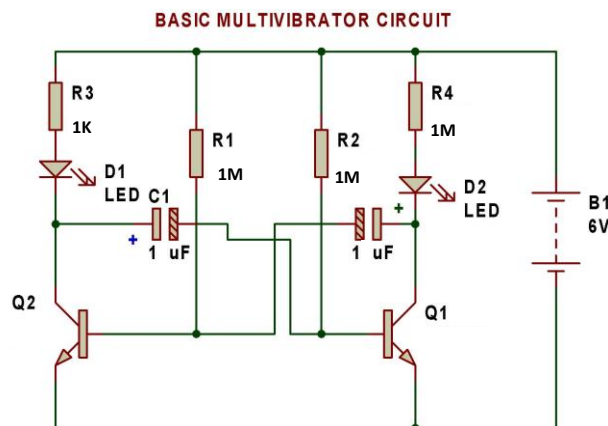 BASIC MULTIVIBRATOR CIRCUIT
R3
1K
R1
1M
R2
1M
R4
1M
D1
LED
C1
+
1 uF
+
1 uF
D2
LED
B1
6V
Q2
Q1